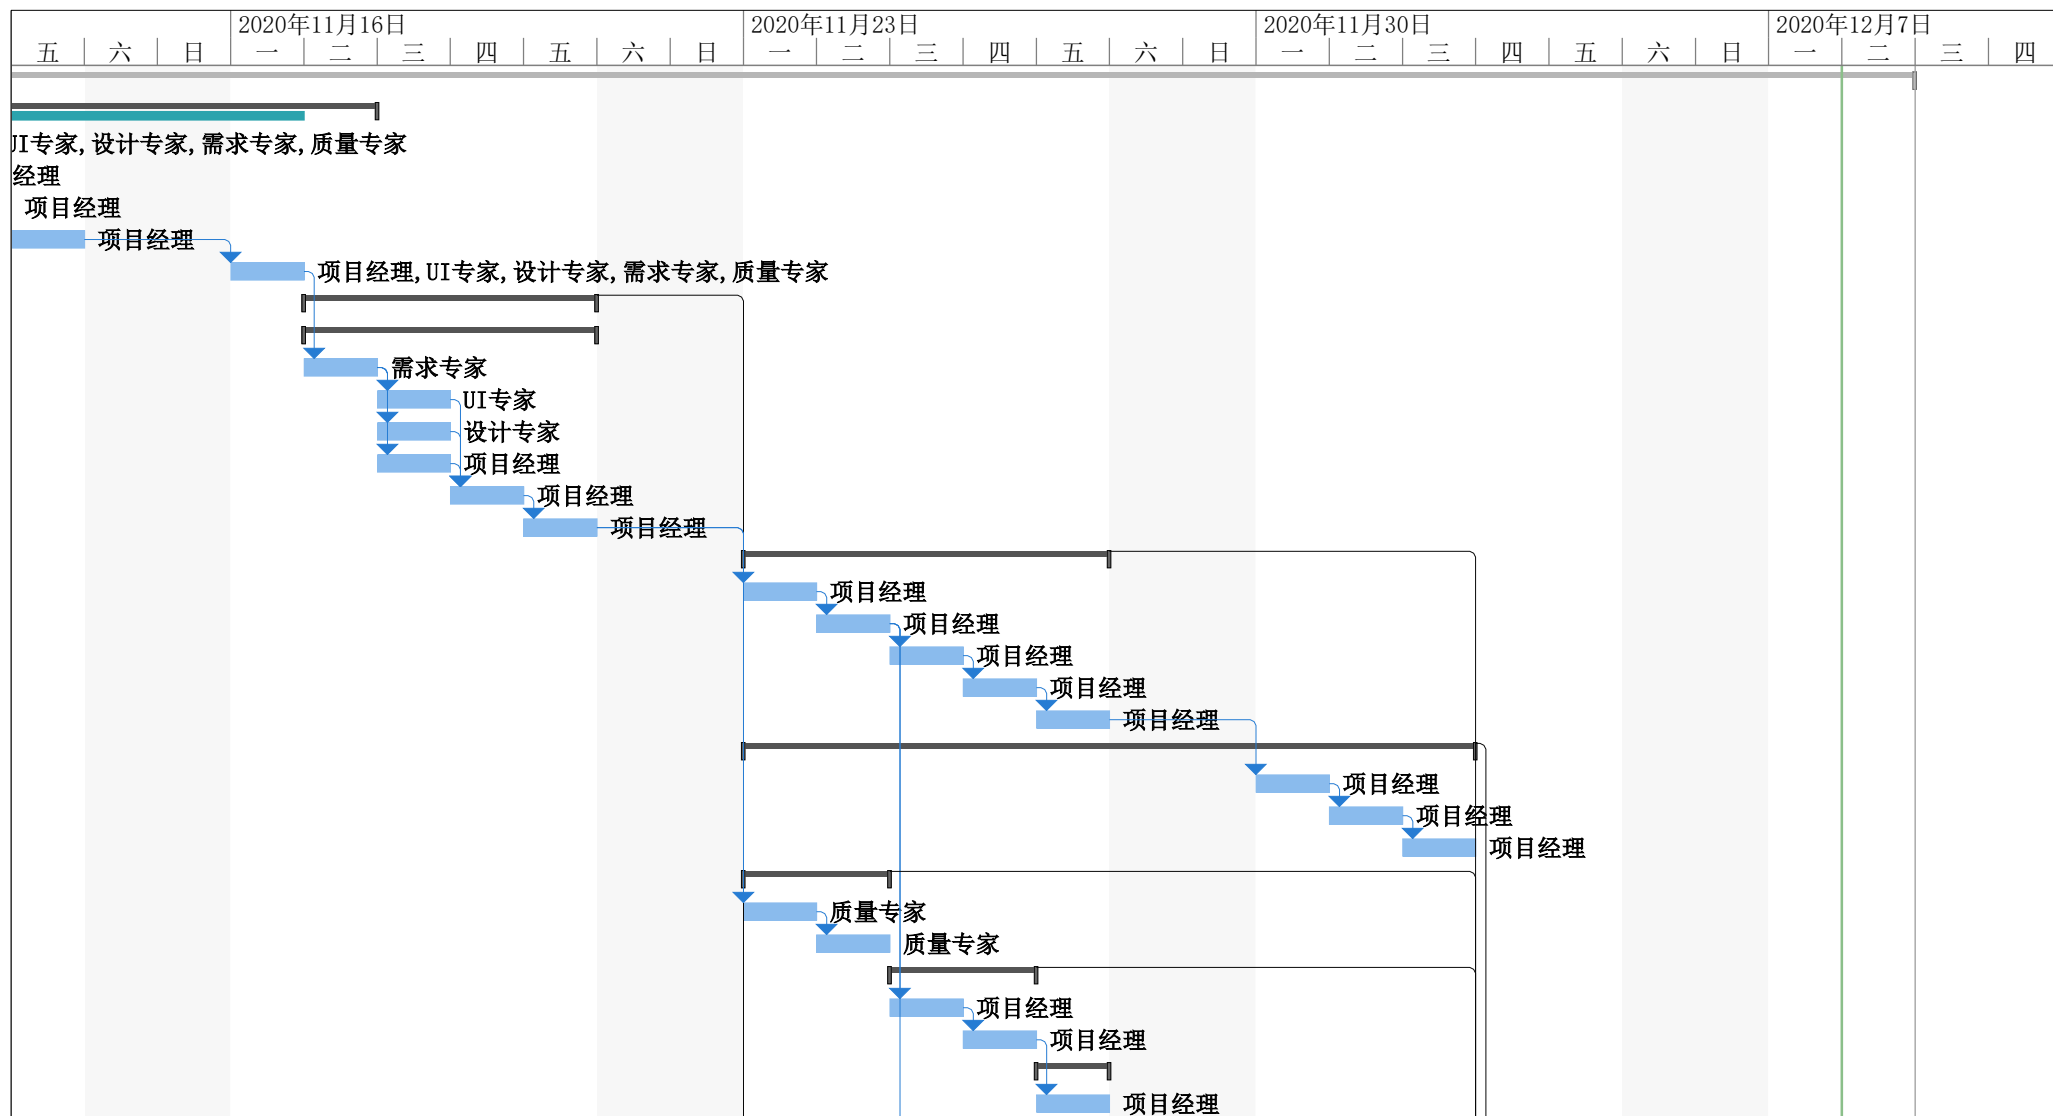 2020年11月16日 2020年11月23日 2020年11月30日 2020年12月7日
五 六 日 一 二 三 四 五 六 日 一 二 三 四 五 六 日 一 二 三 四 五 六 日 一 二 三 四
UI专家,设计专家,需求专家,质量专家
经理
项目经理
项目经理
项目经理,UI专家,设计专家,需求专家,质量专家
需求专家
UI专家
设计专家
项目经理
项目经理
项目经理
项目经理
项目经理
项目经理
项目经理
项目经理
项目经理
项目经理
项目经理
质量专家
质量专家
项目经理
项目经理
项目经理